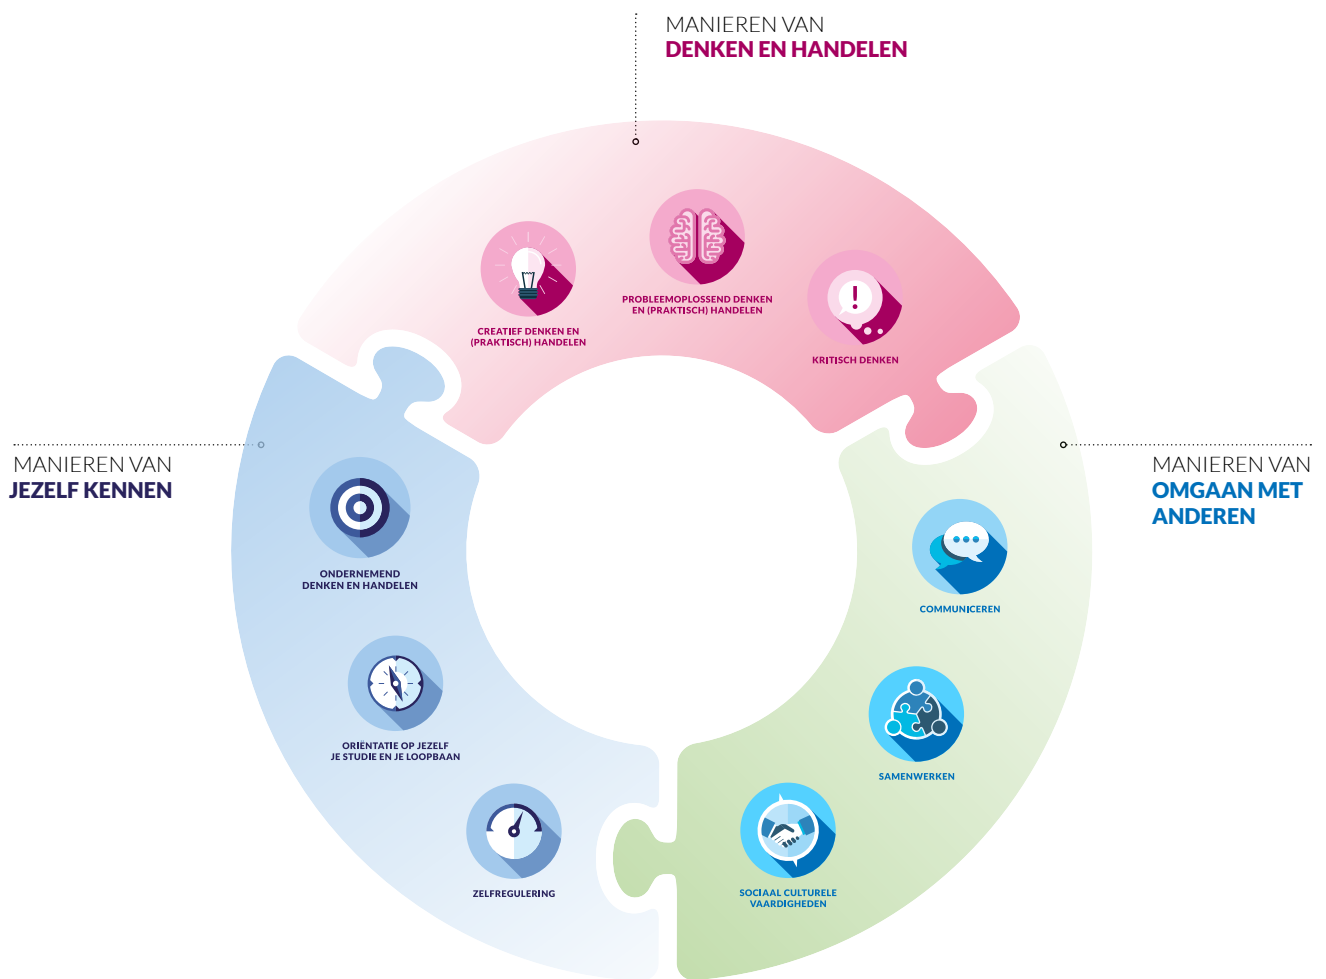 MANIEREN VAN
DENKEN EN HANDELEN
CREATIEF DENKEN EN
(PRAKTISCH) HANDELEN
PROBLEEMOPLOSSEND DENKEN
EN (PRAKTISCH) HANDELEN
KRITISCH DENKEN
MANIEREN VAN
JEZELF KENNEN
ONDERNEMEND
DENKEN EN HANDELEN
ORIËNTATIE OP JEZELF
JE STUDIE EN JE LOOPBAAN
ZELFREGULERING
MANIEREN VAN
OMGAAN MET
ANDEREN
COMMUNICEREN
SAMENWERKEN
SOCIAAL CULTURELE
VAARDIGHEDEN